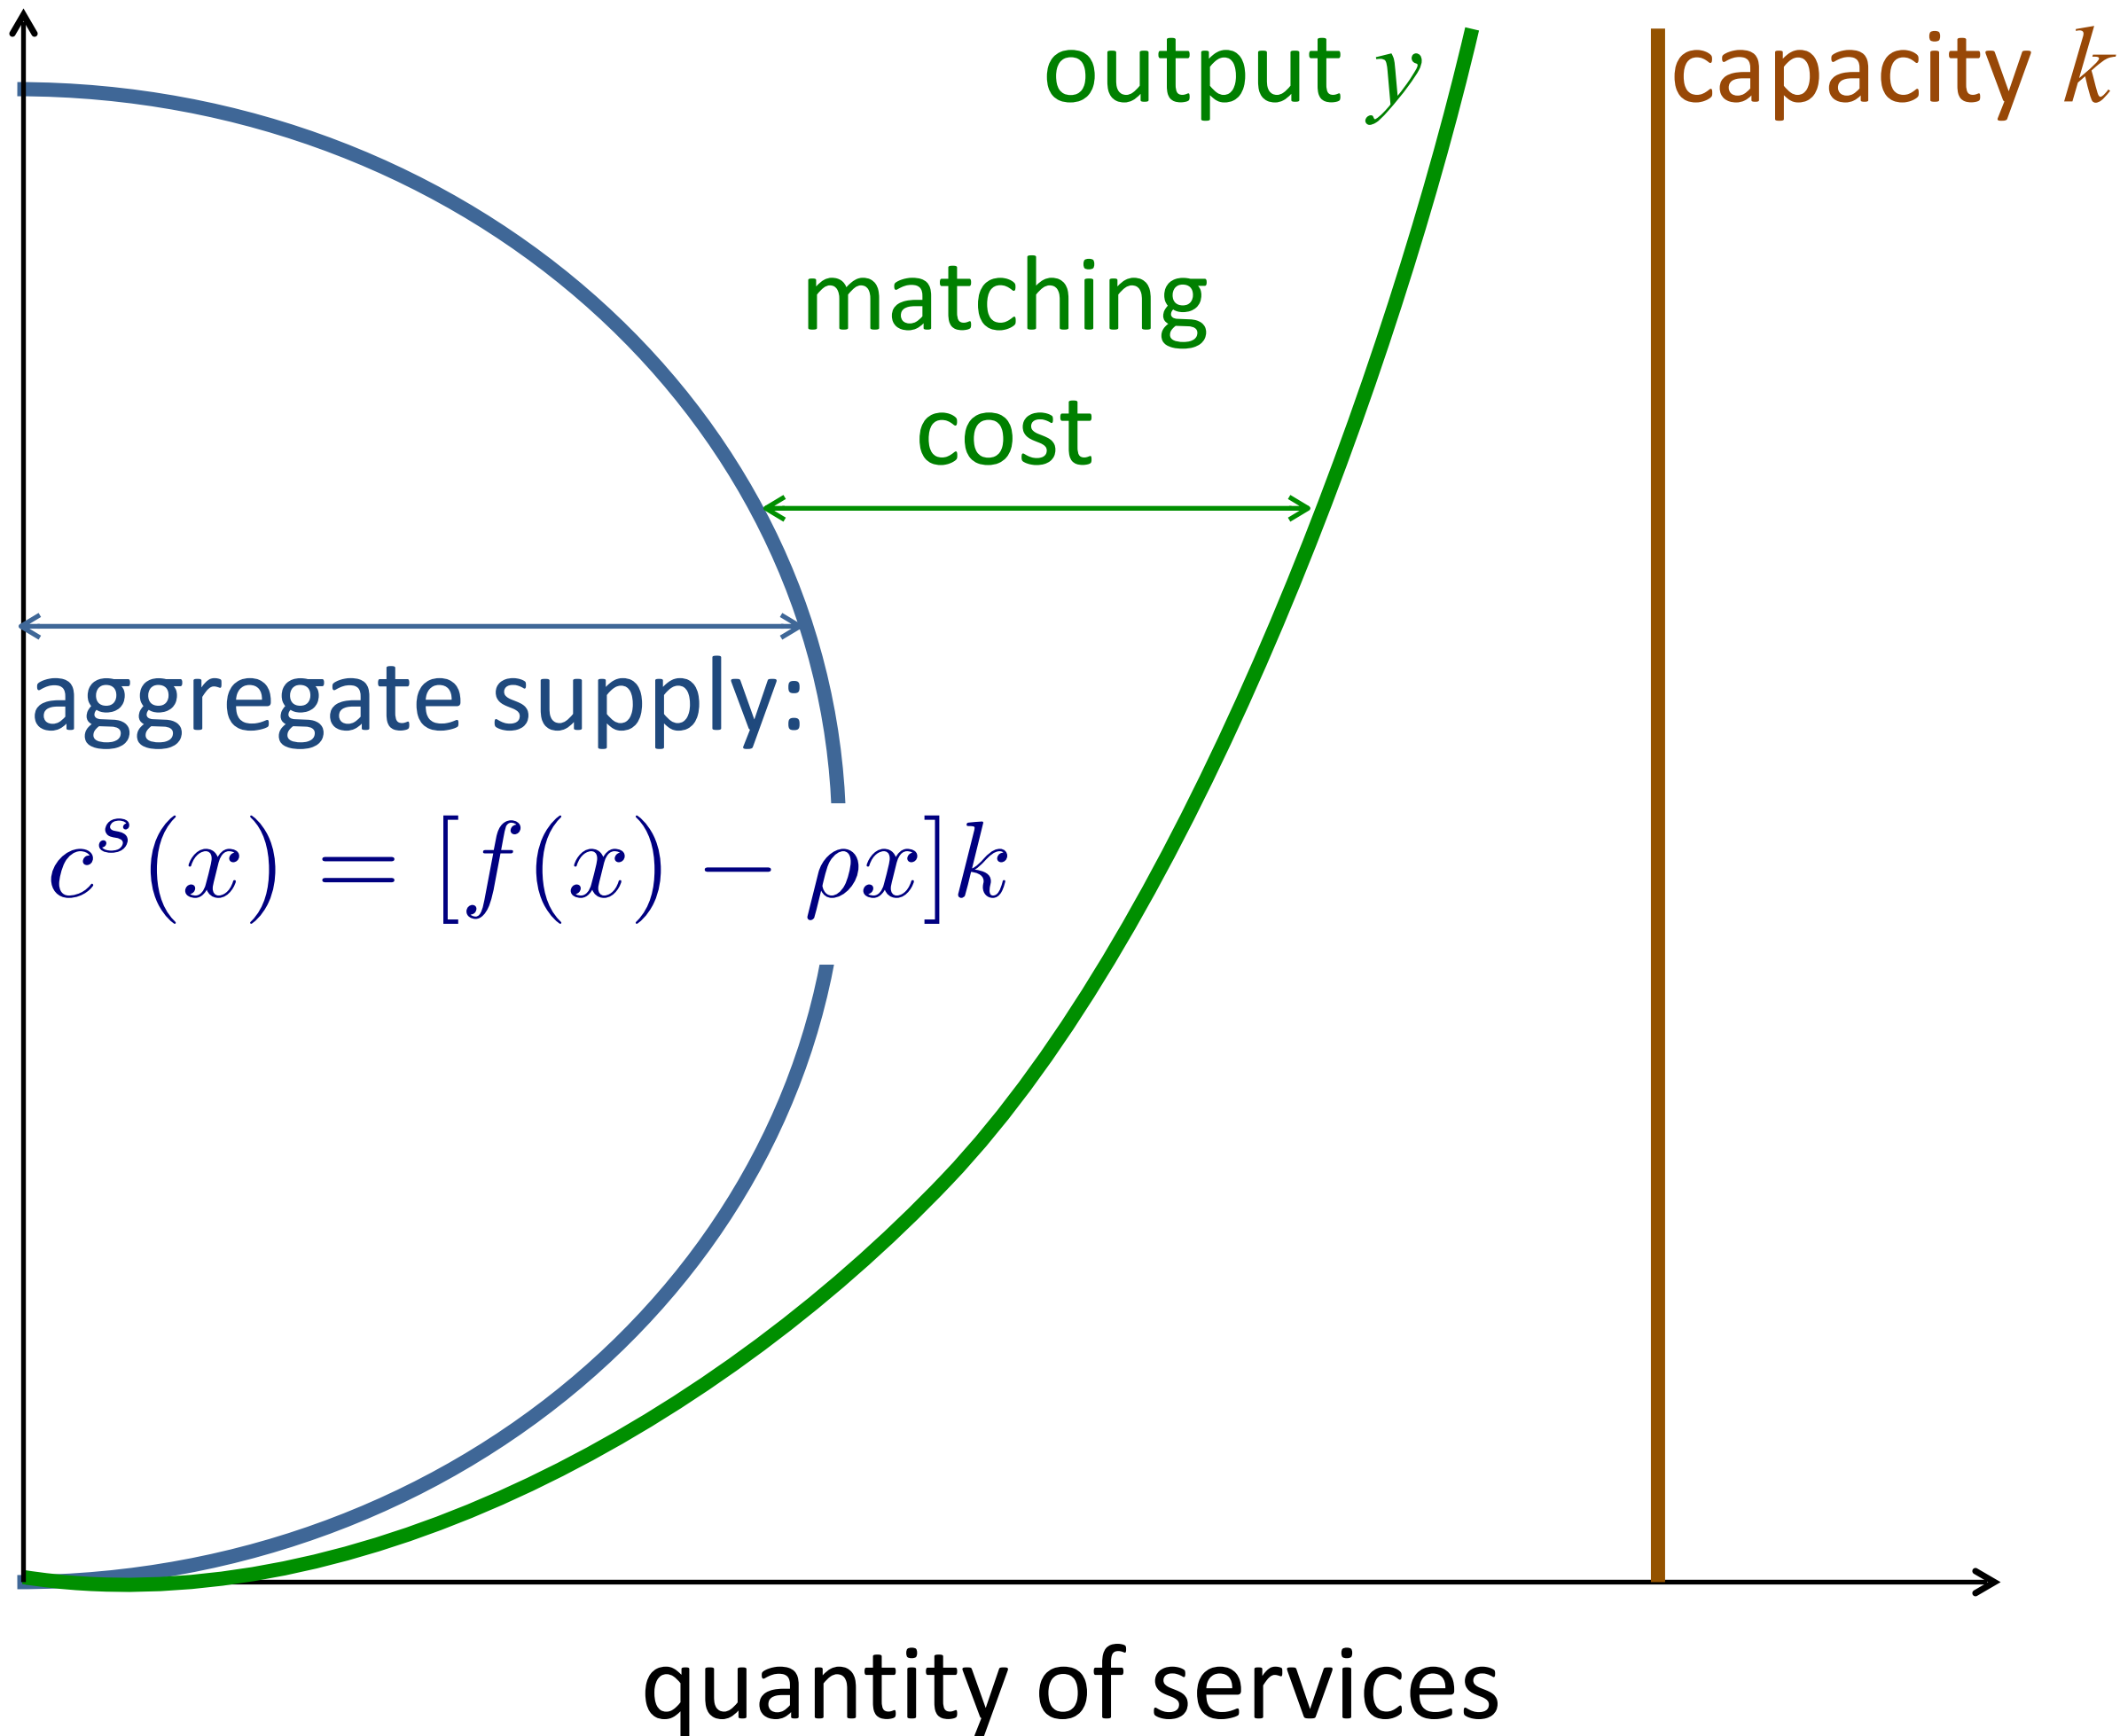 output y
capacity k
matching
cost
aggregate supply:
c^s(x) = [f(x) − ρx]k
quantity of services